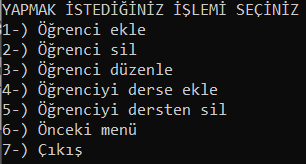 YAPMAK İSTEDİĞİNİZ İŞLEMİ SEÇİNİZ
1-) Öğrenci ekle
2-) Öğrenci sil
3-) Öğrenci düzenle
4-) Öğrenciyi derse ekle
5-) Öğrenciyi dersten sil
6-) Önceki menü
7-) Çıkış